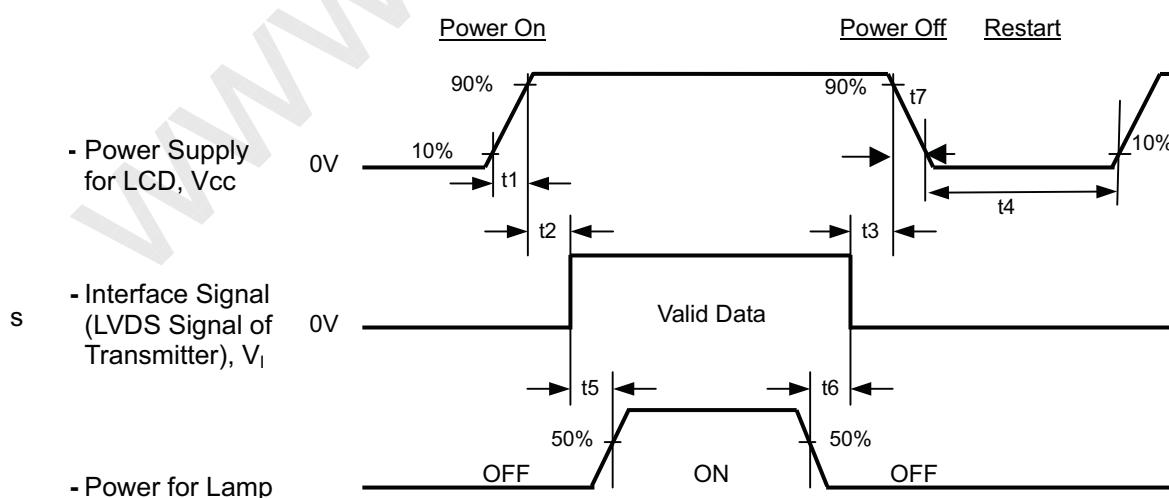 Power On
Power Off Restart
90%
90%
t7
- Power Supply
for LCD, Vcc
0V
10%
10%
t1
t4
t2
t3
s
- Interface Signal
(LVDS Signal of
Transmitter), VI
0V
Valid Data
t5
t6
50%
50%
- Power for Lamp
OFF
ON
OFF
www